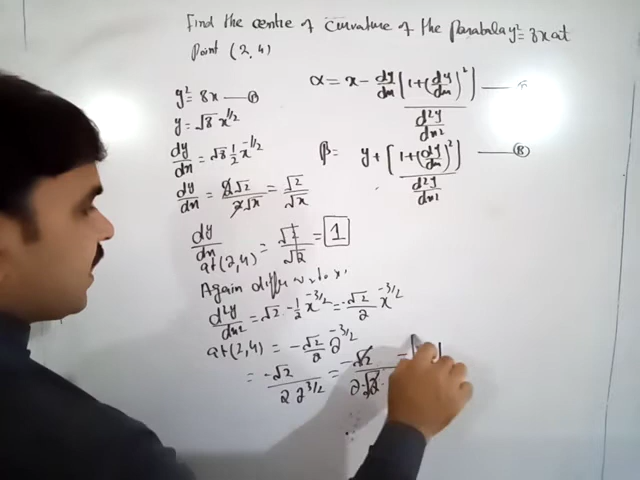 Find the centre of curvature of the Parabola y² = 8x at
Point (2,4)
y² = 8x —Ⓐ
y = √8 x^1/2
dy/dx = √8 1/2 x^-1/2
dy/dx = 2√2/2√x = √2/√x
dy/dx at (2,4) = √2/√2 = 1
Again differ w.r.to x.
d²y/dx² = √2 · -1/2 x^-3/2 = -√2/2 x^-3/2
at (2,4) = -√2/2 2^-3/2
= -√2/2 2^3/2 = -√2/2·√2·
α = x - dy/dx [1+(dy/dx)²]/d²y/dx² —
β = y + [1+(dy/dx)²]/d²y/dx² —Ⓑ